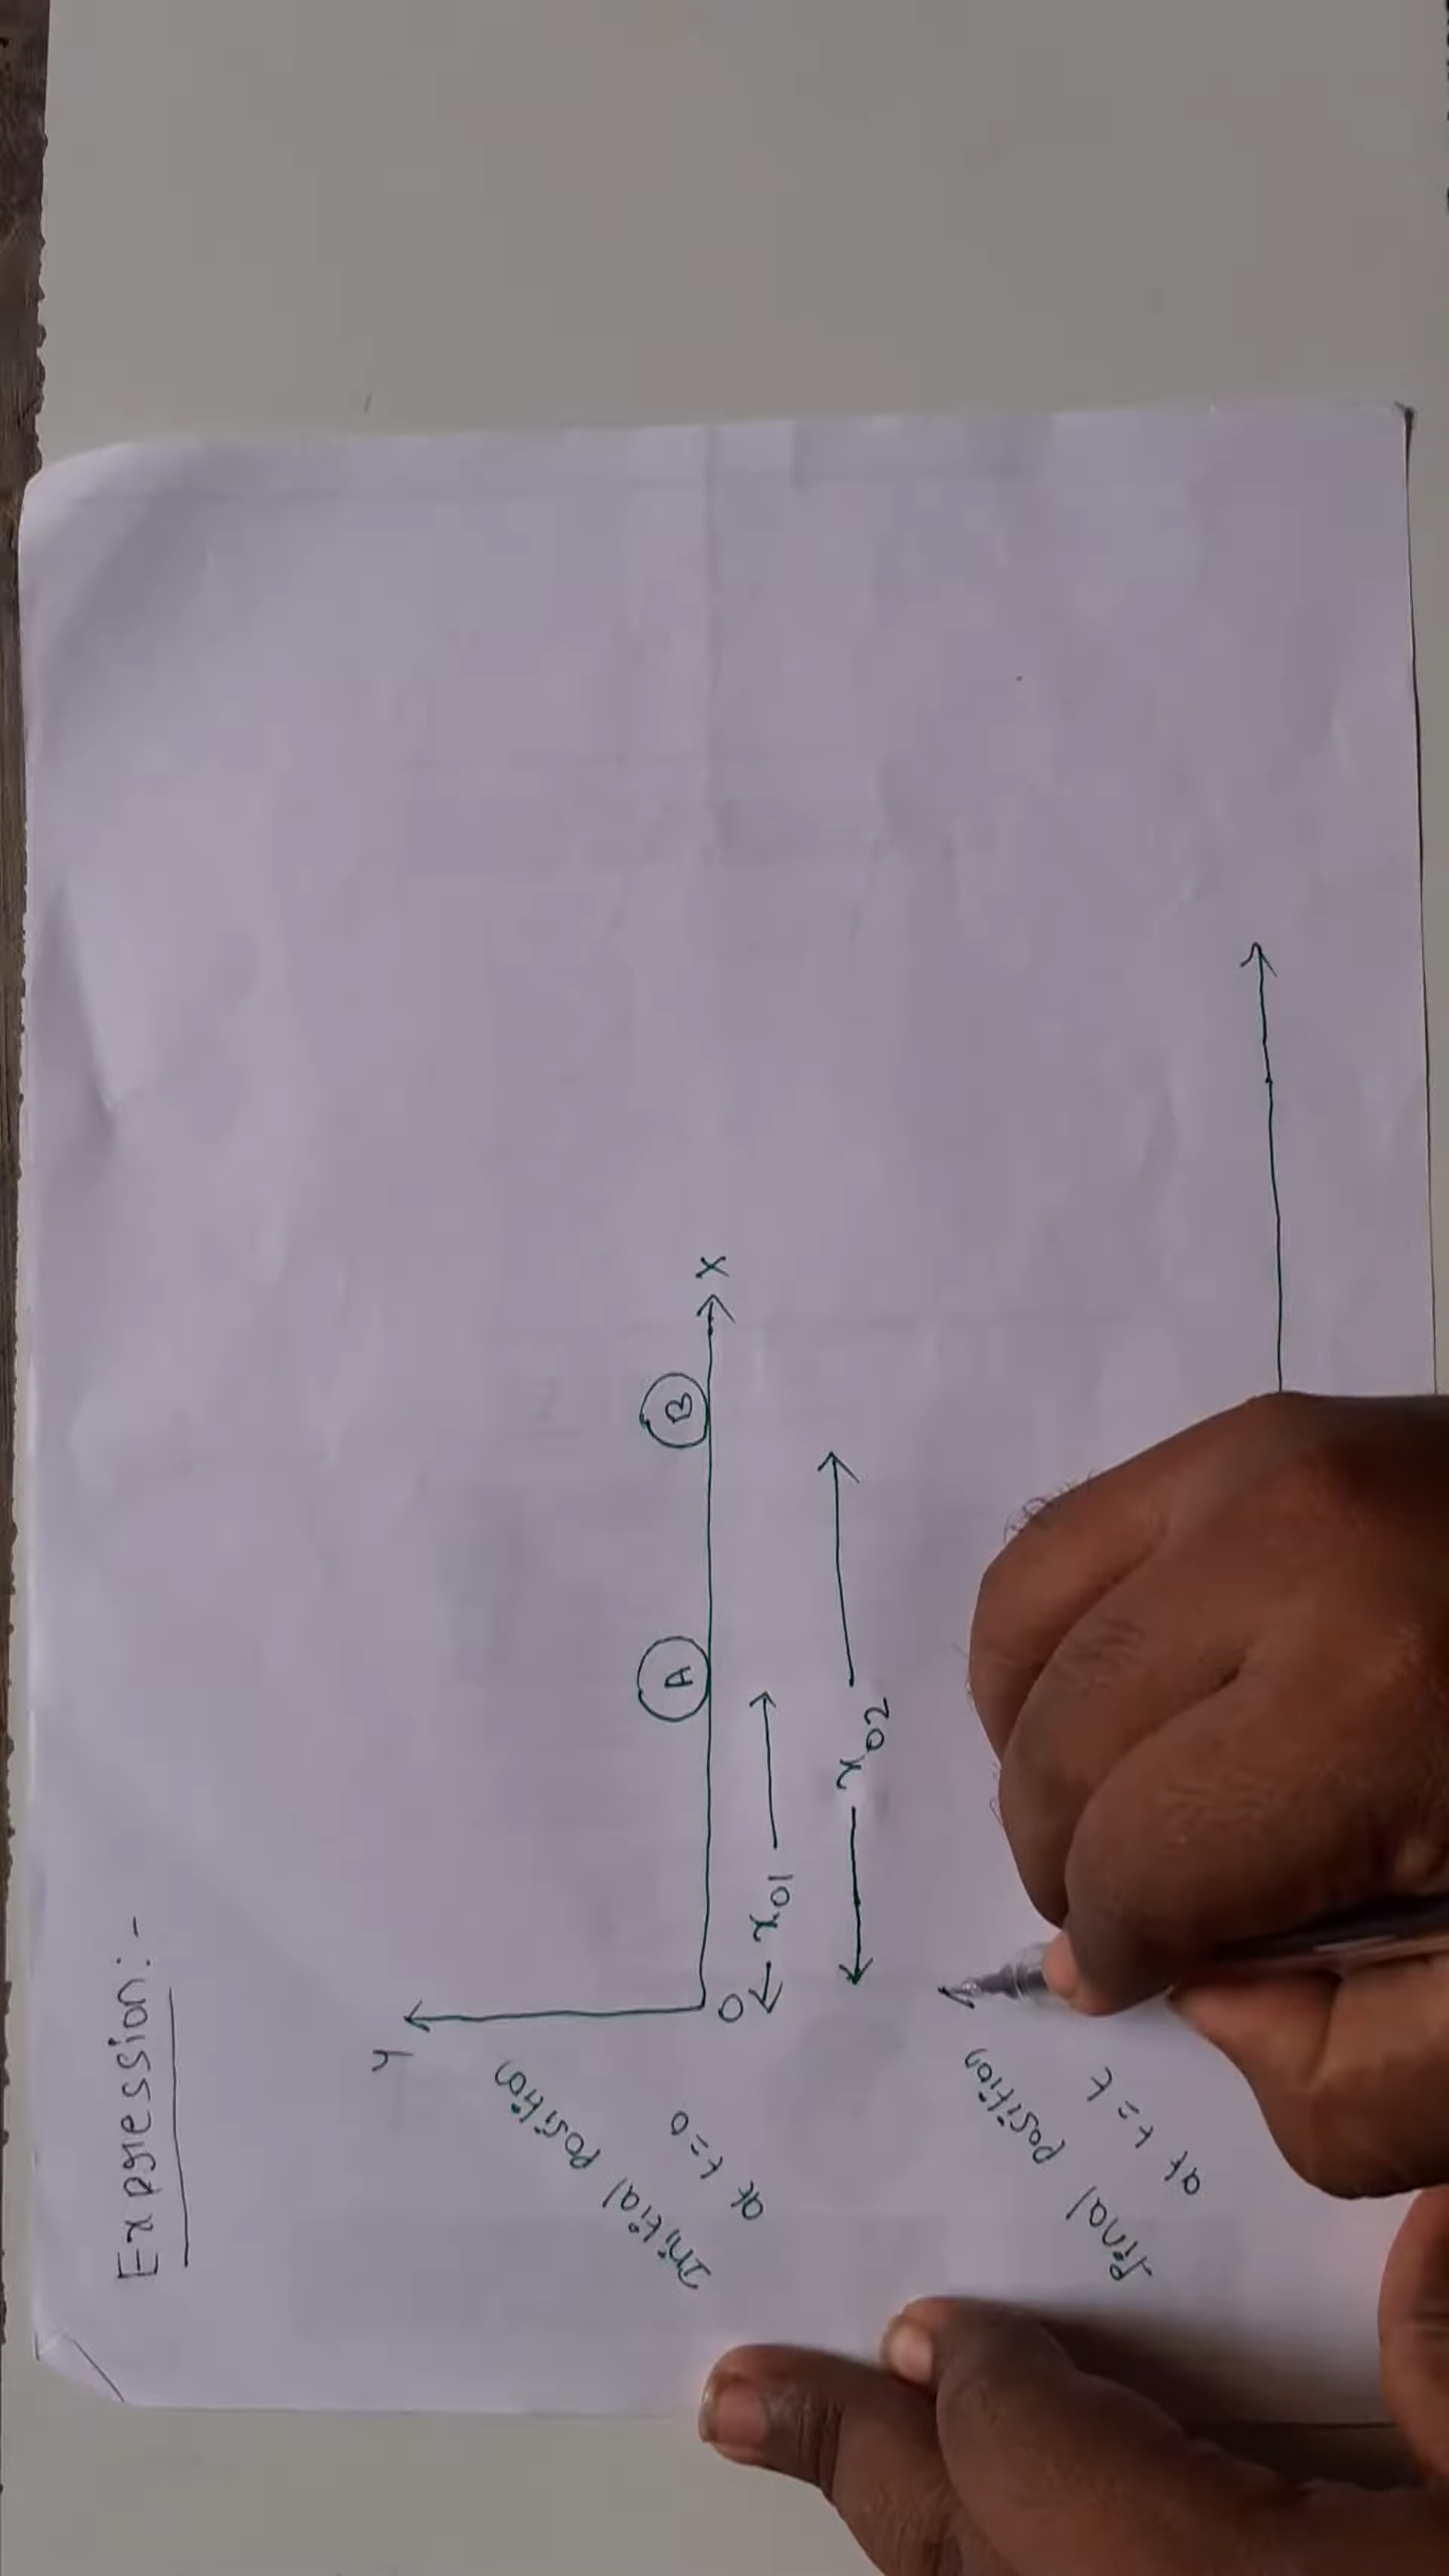 Expression:-
Y
Initial position
at t=0
A
B
X
O
x01
x02
final position
at t = t